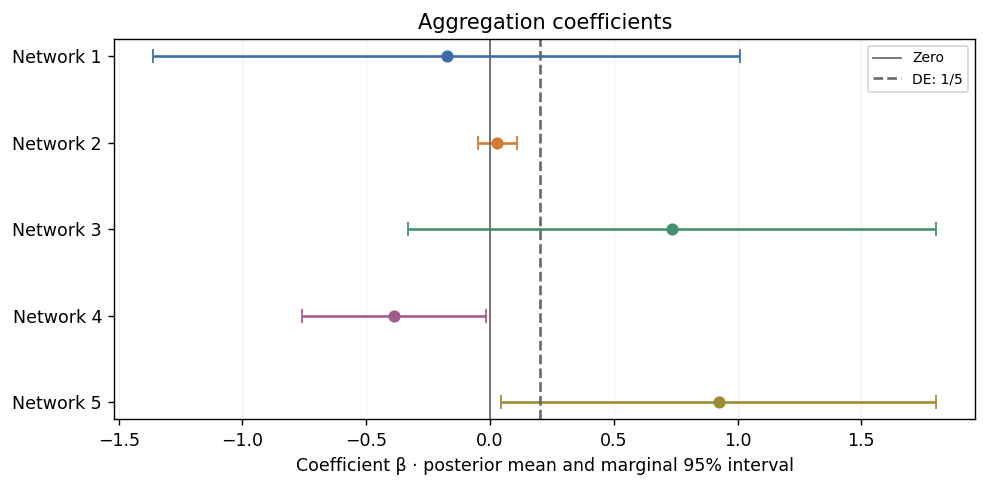 Aggregation coefficients
Network 1
Network 2
Network 3
Network 4
Network 5
Zero
DE: 1/5
−1.5
−1.0
−0.5
0.0
0.5
1.0
1.5
Coefficient β · posterior mean and marginal 95% interval